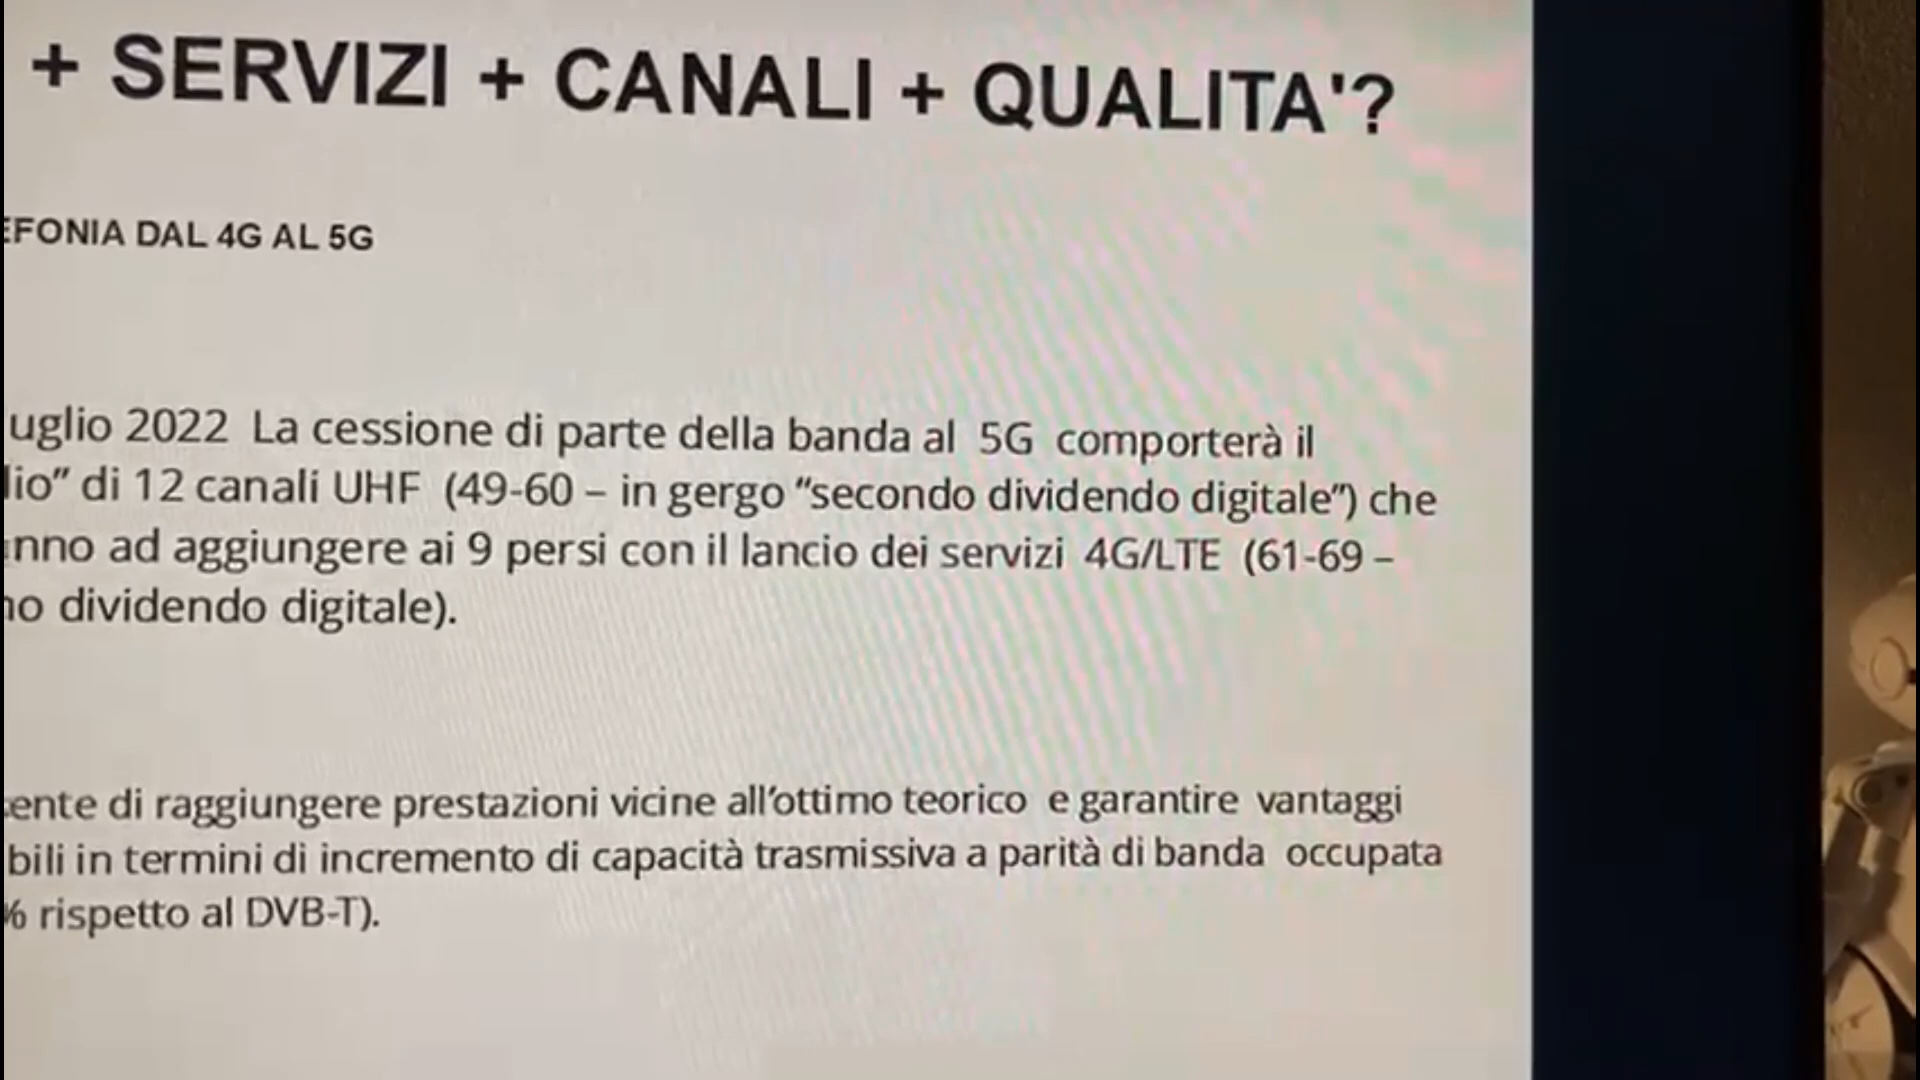 + SERVIZI + CANALI + QUALITA'?
EFONIA DAL 4G AL 5G
uglio 2022 La cessione di parte della banda al 5G comporterà il
lio” di 12 canali UHF (49-60 – in gergo “secondo dividendo digitale”) che
nno ad aggiungere ai 9 persi con il lancio dei servizi 4G/LTE (61-69 –
no dividendo digitale).
ente di raggiungere prestazioni vicine all’ottimo teorico e garantire vantaggi
bili in termini di incremento di capacità trasmissiva a parità di banda occupata
% rispetto al DVB-T).